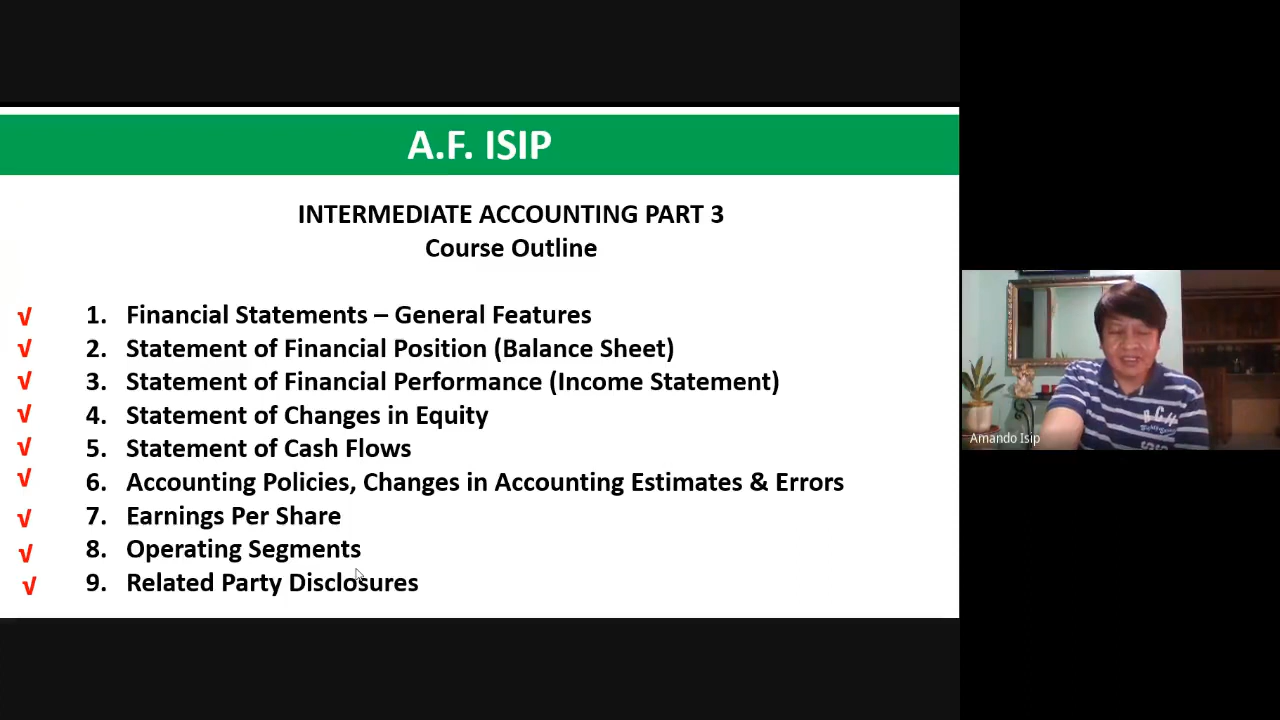 A.F. ISIP
INTERMEDIATE ACCOUNTING PART 3
Course Outline
√ 1. Financial Statements – General Features
√ 2. Statement of Financial Position (Balance Sheet)
√ 3. Statement of Financial Performance (Income Statement)
√ 4. Statement of Changes in Equity
√ 5. Statement of Cash Flows
√ 6. Accounting Policies, Changes in Accounting Estimates & Errors
√ 7. Earnings Per Share
√ 8. Operating Segments
√ 9. Related Party Disclosures
Amando Isip